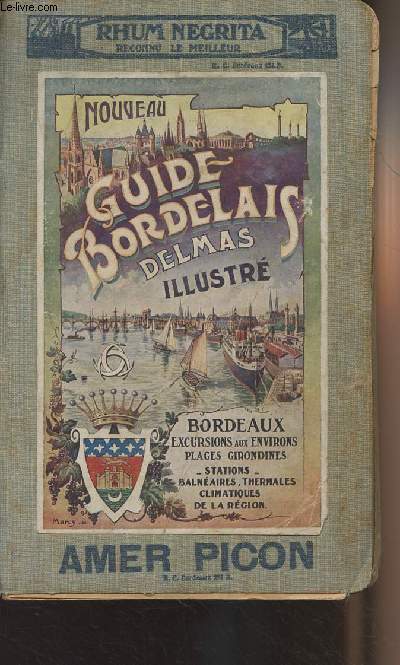 Le-livre.com
RHUM NEGRITA
RECONNU LE MEILLEUR
NOUVEAU
GUIDE
BORDELAIS
DELMAS
ILLUSTRÉ
BORDEAUX
EXCURSIONS AUX ENVIRONS
PLAGES GIRONDINES
- STATIONS -
BALNÉAIRES, THERMALES
CLIMATIQUES
DE LA RÉGION.
AMER PICON